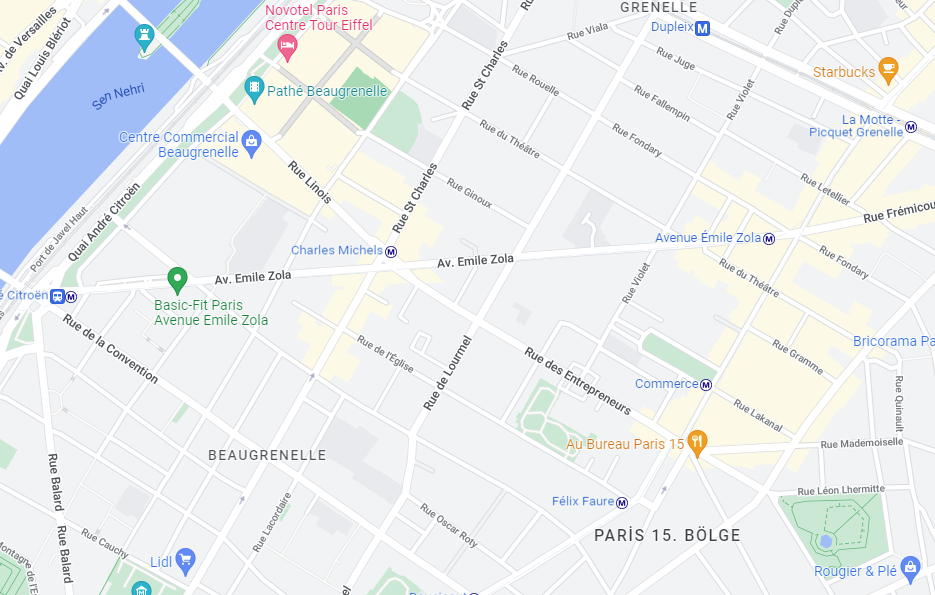 GRENELLE
Novotel Paris
Centre Tour Eiffel
Av. de Versailles
Quai Louis Blériot
Rue Viala
Dupleix
Rue St Charles
Rue Juge
Starbucks
Sen Nehri
Pathé Beaugrenelle
Rue Rouelle
Rue Fallempin
Rue Violet
La Motte -
Picquet Grenelle
Centre Commercial
Beaugrenelle
Rue du Théâtre
Rue Fondary
Rue Linois
Rue St Charles
Rue Ginoux
Rue Letellier
Quai André Citroën
Port de Javel Haut
Rue Frémicou
Charles Michels
Avenue Émile Zola
Av. Emile Zola
Av. Emile Zola
Rue Fondary
Rue Violet
Rue du Théâtre
Citroën
Basic-Fit Paris
Avenue Emile Zola
Rue de la Convention
Rue de l'Église
Rue de Lourmel
Rue des Entrepreneurs
Rue Gramme
Bricorama Pa
Commerce
Rue Quinault
Rue Lakanal
Au Bureau Paris 15
Rue Mademoiselle
BEAUGRENELLE
Rue Balard
Rue Léon Lhermitte
Félix Faure
Rue Lacordaire
Rue Oscar Roty
PARİS 15. BÖLGE
Rue Balard
Rue Cauchy
Lidl
Rougier & Plé